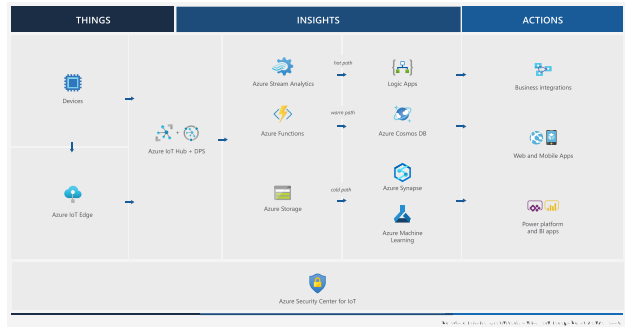 THINGS
INSIGHTS
ACTIONS
Devices
Azure IoT Edge
Azure IoT Hub + DPS
+
Azure Stream Analytics
hot path
Logic Apps
Azure Functions
warm path
Azure Cosmos DB
Azure Storage
cold path
Azure Synapse
Azure Machine
Learning
Business integrations
Web and Mobile Apps
Power platform
and BI apps
Azure Security Center for IoT